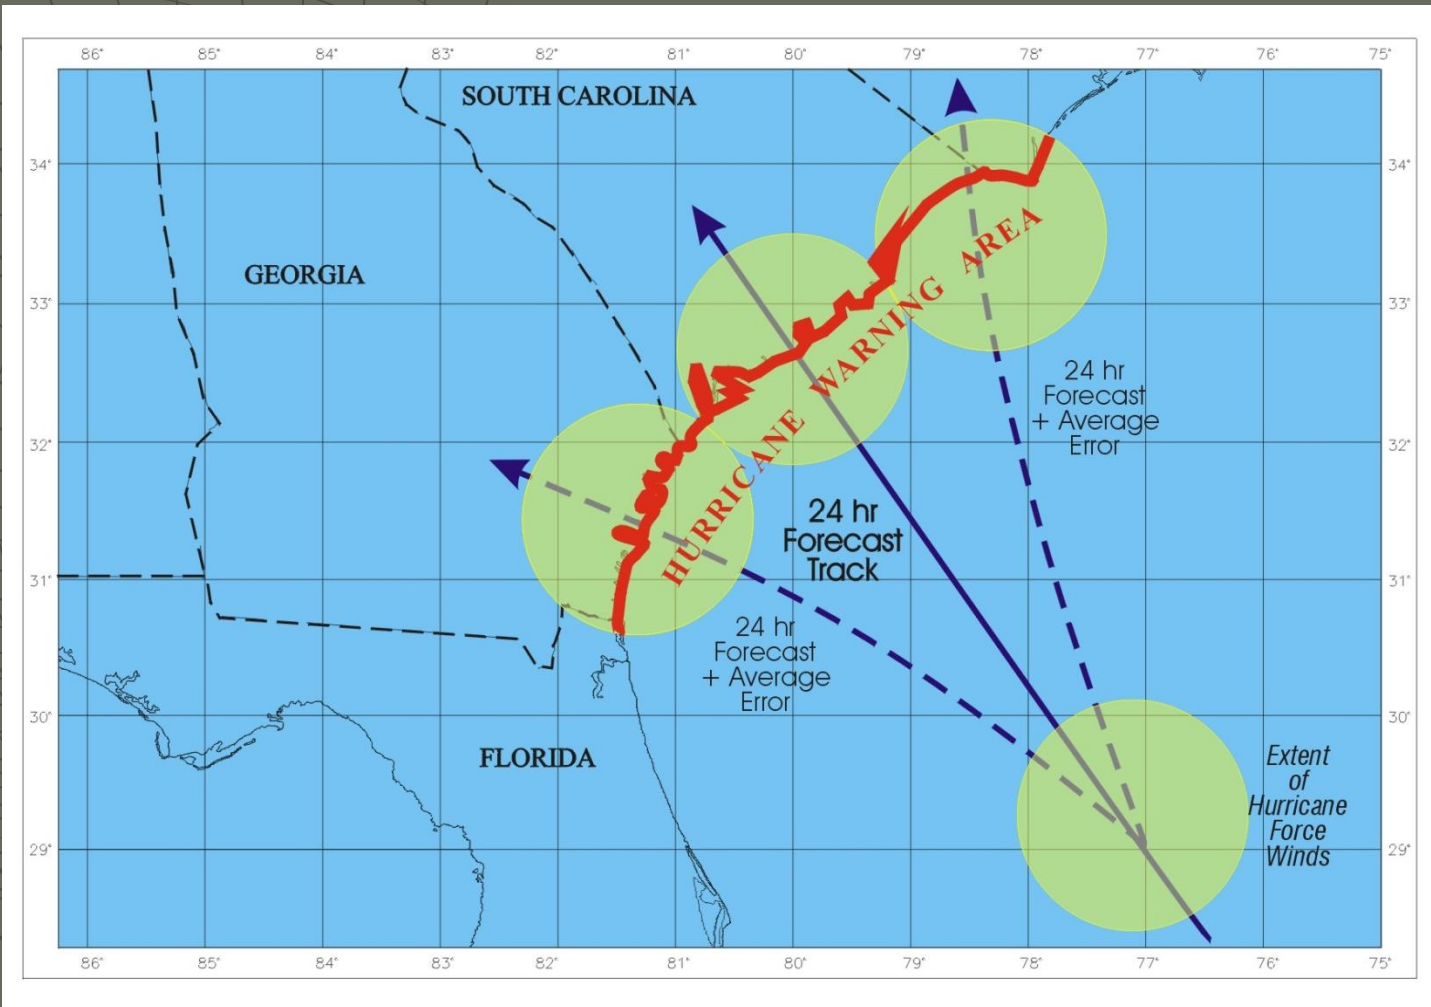 86° 85° 84° 83° 82° 81° 80° 79° 78° 77° 76° 75°
SOUTH CAROLINA
34° 34°
GEORGIA
HURRICANE WARNING AREA
33° 33°
24 hr
Forecast
+ Average
Error
32° 32°
24 hr
Forecast
Track
31° 31°
24 hr
Forecast
+ Average
Error
30° 30°
FLORIDA
Extent
of
Hurricane
Force
Winds
29° 29°
86° 85° 84° 83° 82° 81° 80° 79° 78° 77° 76° 75°